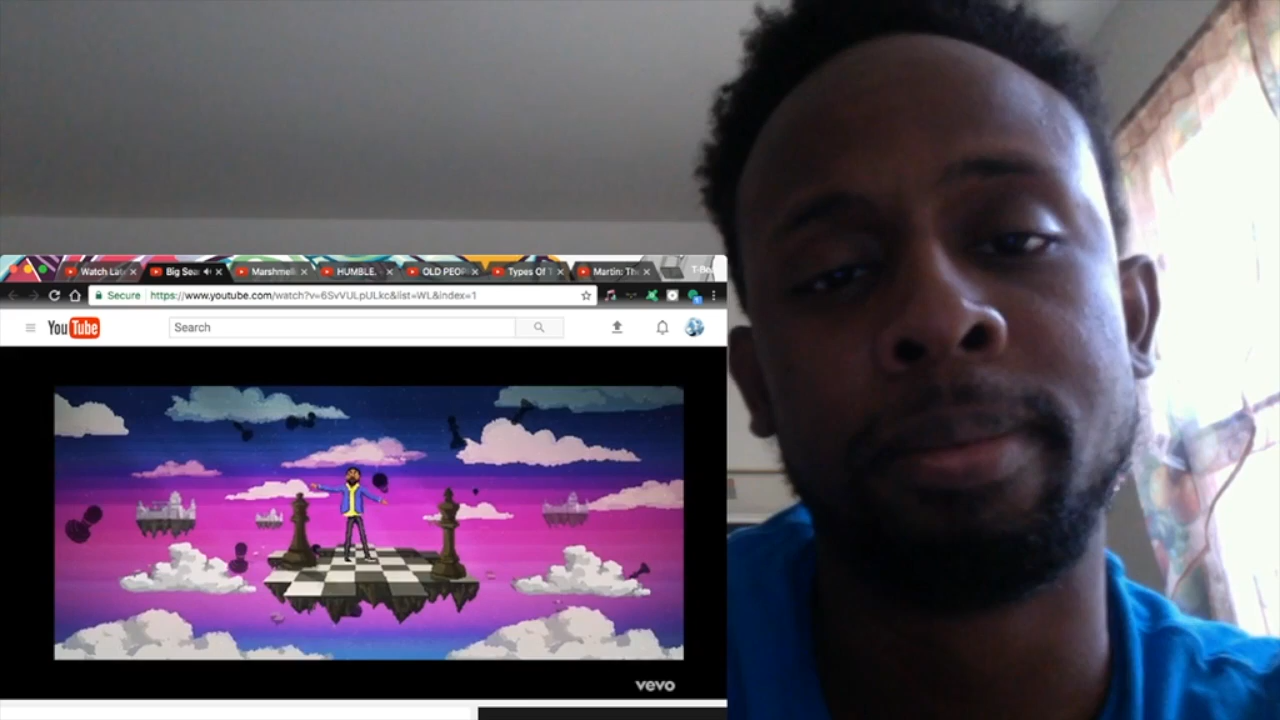 Watch Lat
Big Sea
Marshmell
HUMBLE.
OLD PEOP
Types Of T
Martin: Th
T-Bo
Secure https://www.youtube.com/watch?v=6SvVULpULkc&list=WL&index=1
YouTube
Search
vevo